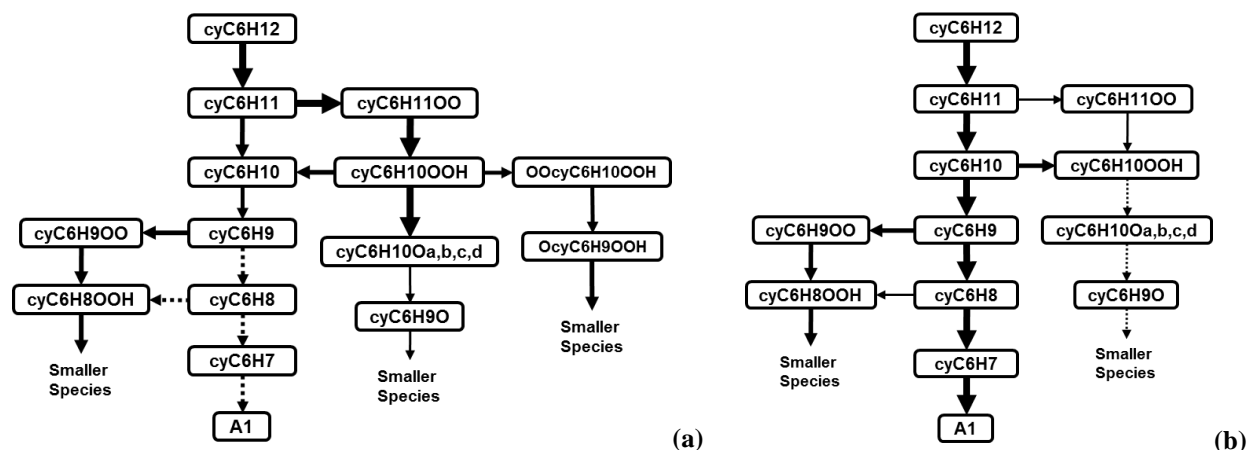 cyC6H12
cyC6H11
cyC6H11OO
cyC6H10
cyC6H10OOH
OOcyC6H10OOH
cyC6H9OO
cyC6H9
cyC6H10Oa,b,c,d
OcyC6H9OOH
cyC6H8OOH
cyC6H8
cyC6H9O
Smaller
Species
Smaller
Species
cyC6H7
Smaller
Species
A1
(a)
cyC6H12
cyC6H11
cyC6H11OO
cyC6H10
cyC6H10OOH
cyC6H9OO
cyC6H9
cyC6H10Oa,b,c,d
cyC6H8OOH
cyC6H8
cyC6H9O
Smaller
Species
cyC6H7
Smaller
Species
A1
(b)